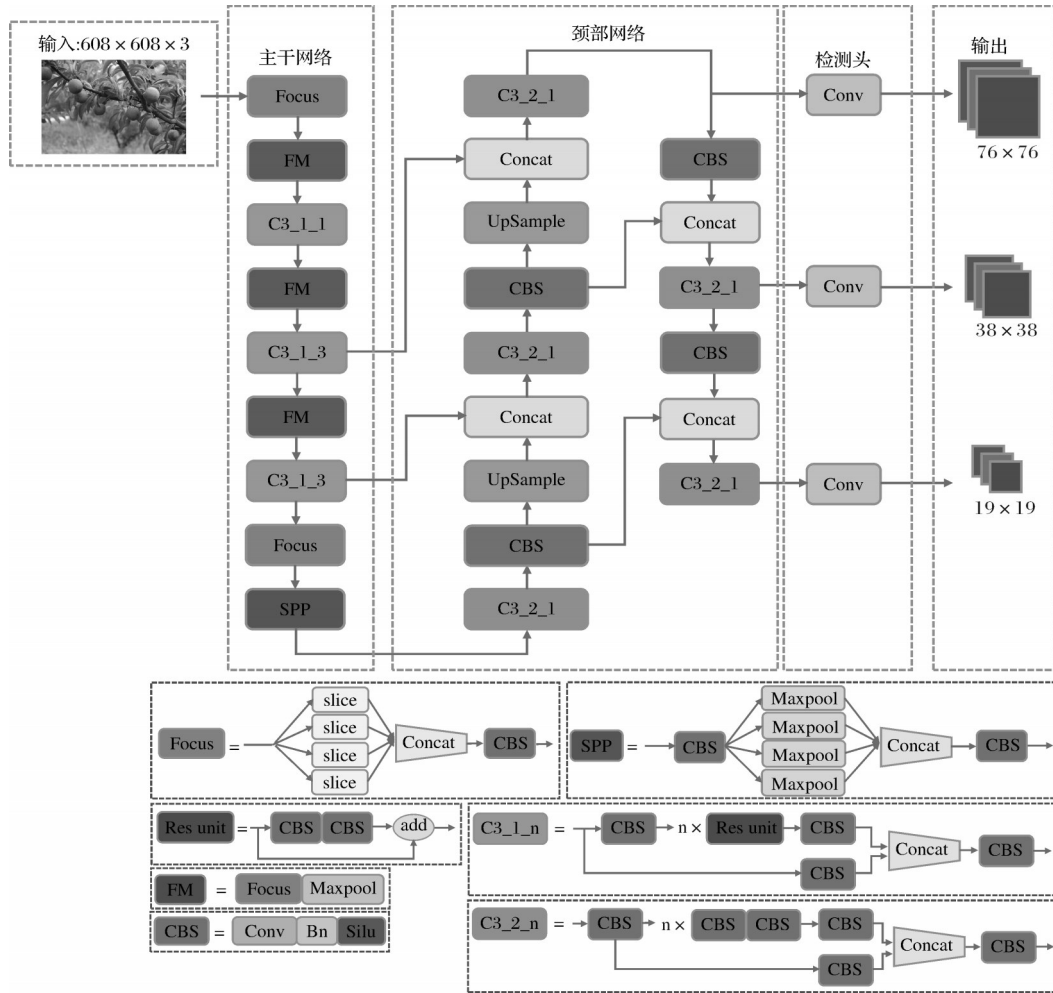 输入:608×608×3
主干网络
Focus
FM
C3_1_1
FM
C3_1_3
FM
C3_1_3
Focus
SPP
颈部网络
C3_2_1
Concat
UpSample
CBS
C3_2_1
Concat
UpSample
CBS
C3_2_1
CBS
Concat
C3_2_1
CBS
Concat
C3_2_1
检测头
Conv
Conv
Conv
输出
76×76
38×38
19×19
Focus = slice slice slice slice Concat CBS
SPP = CBS Maxpool Maxpool Maxpool Maxpool Concat CBS
Res unit = CBS CBS add
FM = Focus Maxpool
CBS = Conv Bn Silu
C3_1_n = CBS n× Res unit CBS CBS Concat CBS
C3_2_n = CBS n× CBS CBS CBS CBS Concat CBS